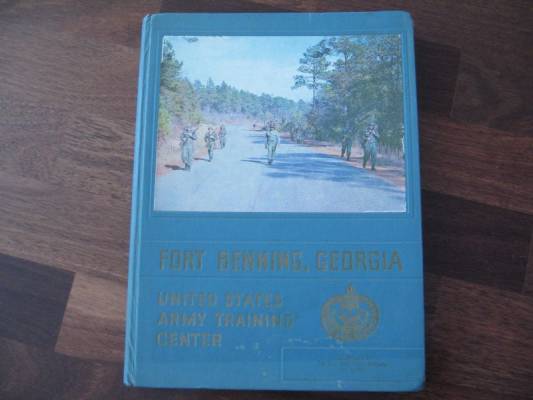 FORT BENNING, GEORGIA
UNITED STATES
ARMY TRAINING
CENTER